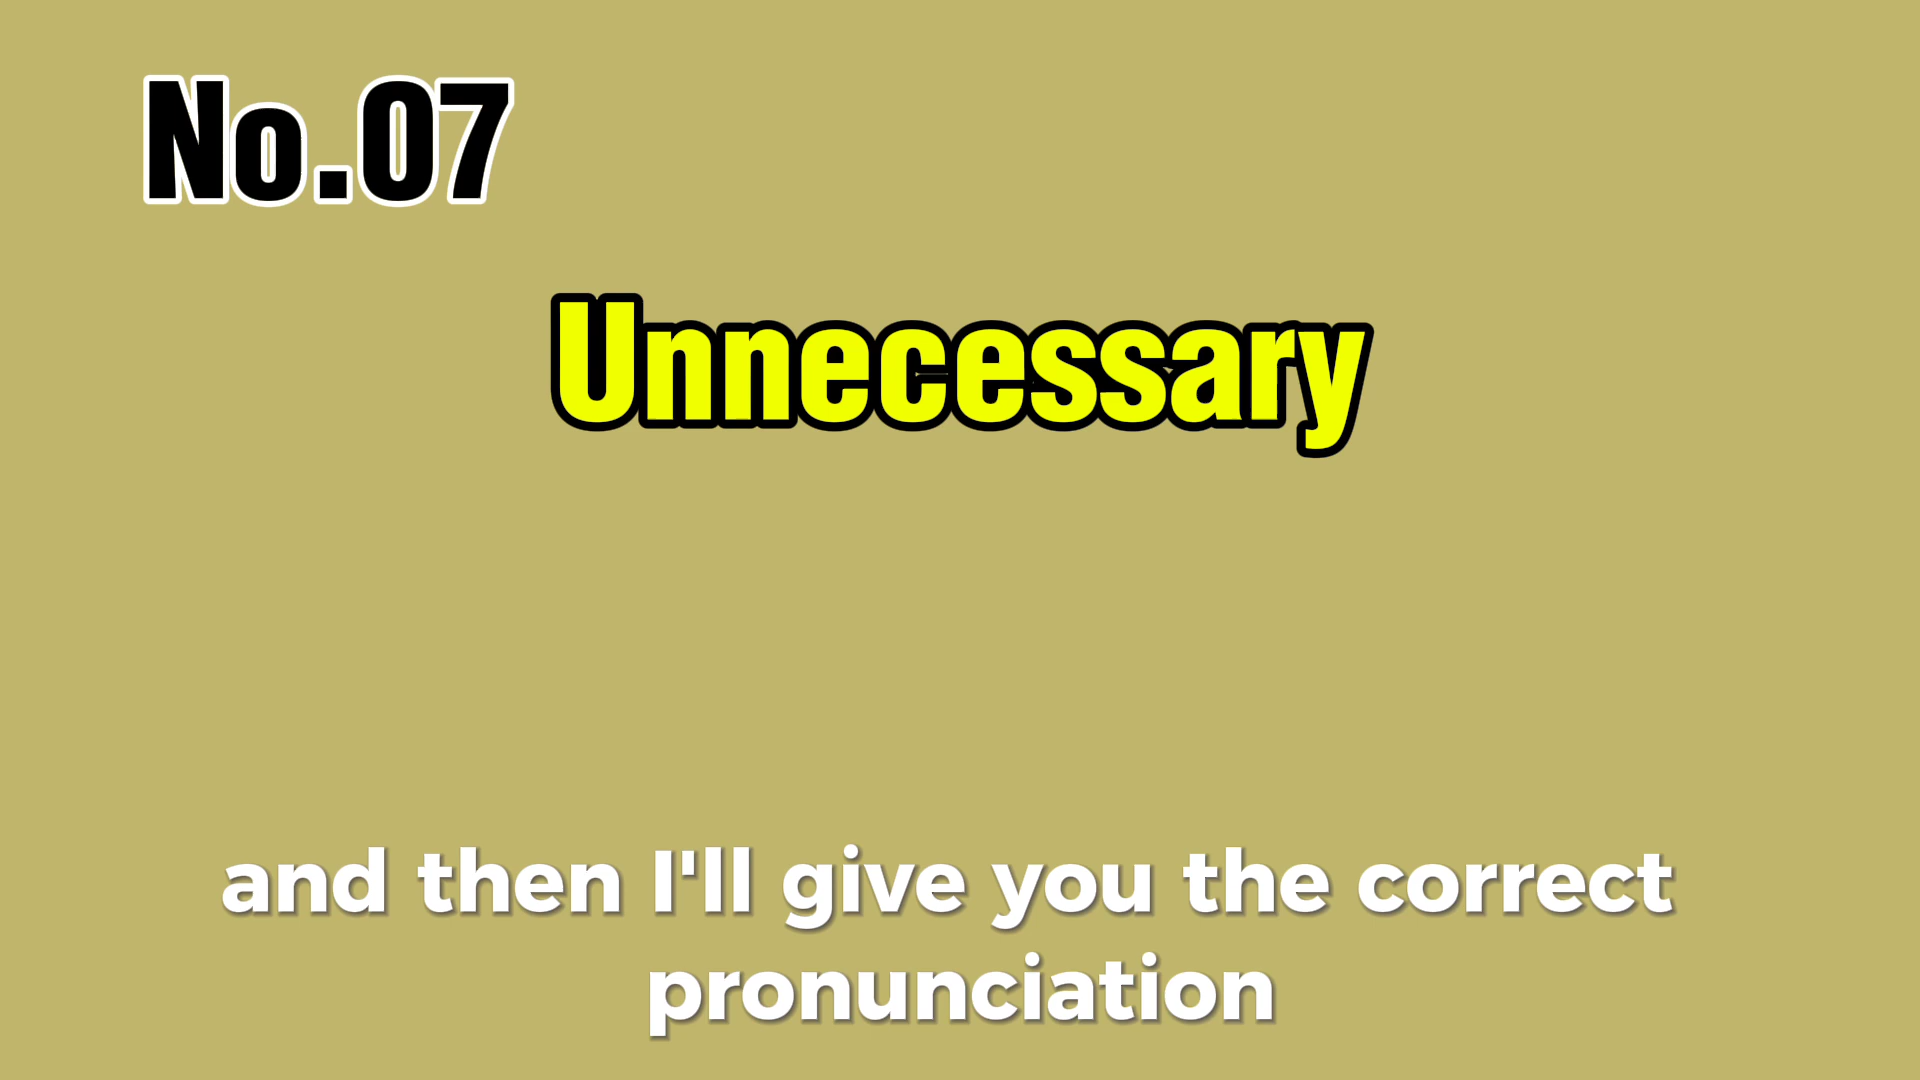 No.07
Unnecessary
and then I'll give you the correct
pronunciation